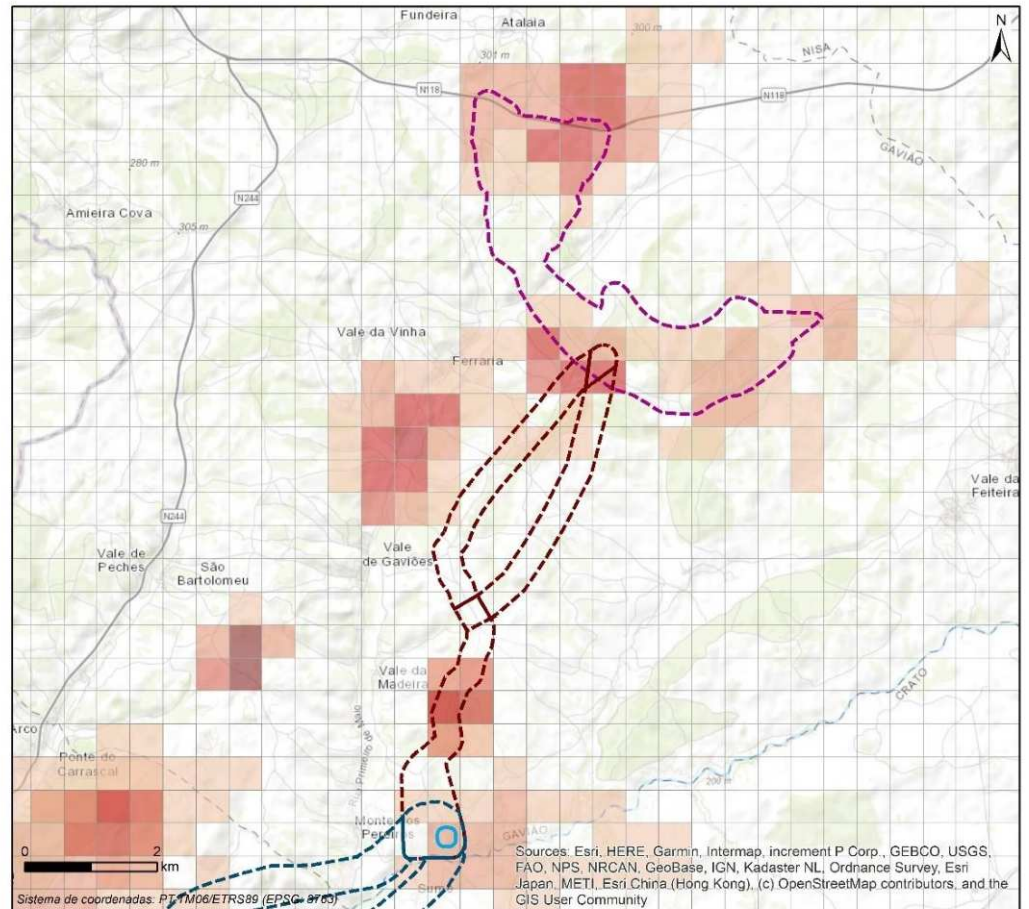 Fundeira
Atalaia
N
300 m
301 m
NISA
N118
N118
GAVIÃO
280 m
N244
Amieira Cova
305 m
Vale da Vinha
Ferraria
Vale da
Feiteira
N244
Vale
de Gaviões
Vale de
Peches
São
Bartolomeu
Vale da
Madeira
CRATO
Arco
Rua Primeiro de Maio
Ponte do
Carrascal
200 m
Monte dos
Pereiros
GAVIÃO
0 2
km
Sume
Sources: Esri, HERE, Garmin, Intermap, increment P Corp., GEBCO, USGS,
FAO, NPS, NRCAN, GeoBase, IGN, Kadaster NL, Ordnance Survey, Esri
Japan, METI, Esri China (Hong Kong), (c) OpenStreetMap contributors, and the
GIS User Community
Sistema de coordenadas: PT-TM06/ETRS89 (EPSG: 3763)